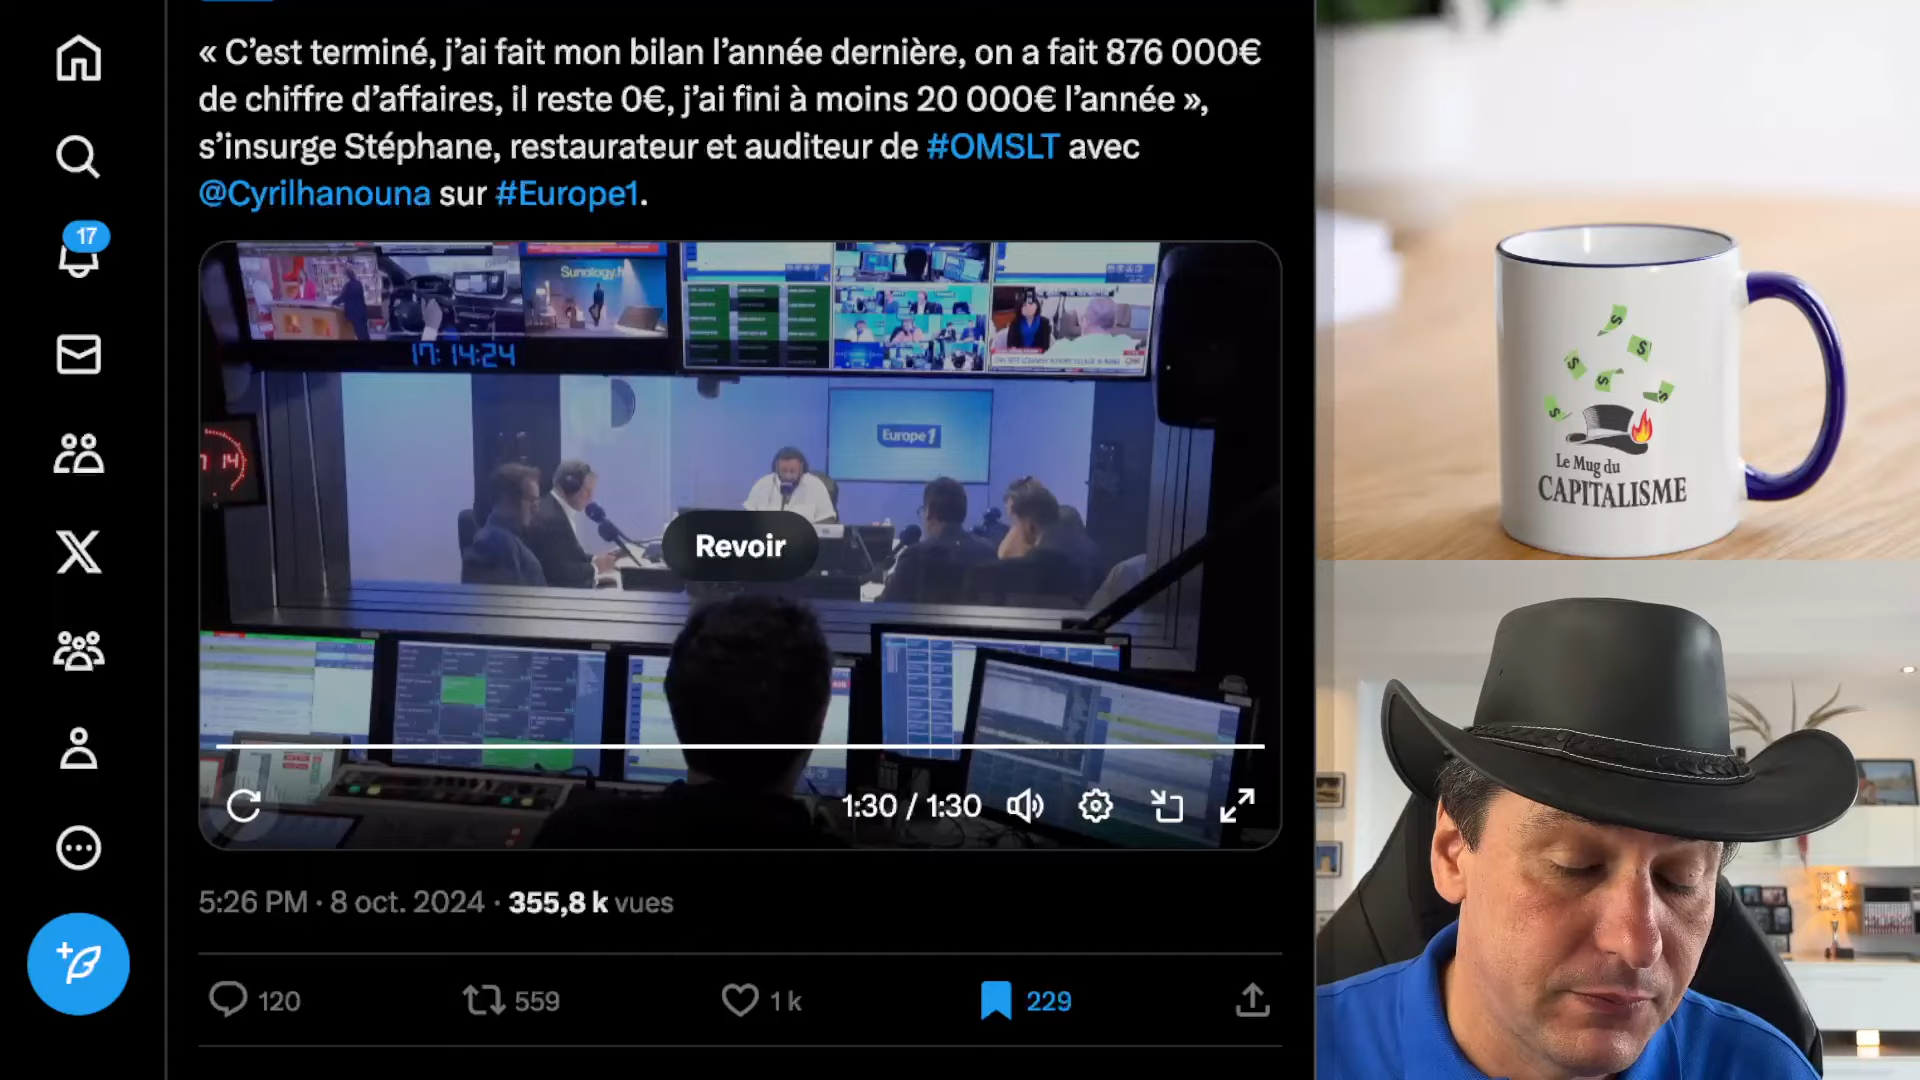 « C’est terminé, j’ai fait mon bilan l’année dernière, on a fait 876 000€
de chiffre d’affaires, il reste 0€, j’ai fini à moins 20 000€ l’année »,
s’insurge Stéphane, restaurateur et auditeur de #OMSLT avec
@Cyrilhanouna sur #Europe1.
17
17:14:24
Europe1
Revoir
1:30 / 1:30
5:26 PM · 8 oct. 2024 · 355,8 k vues
120
559
1 k
229
Le Mug du
CAPITALISME